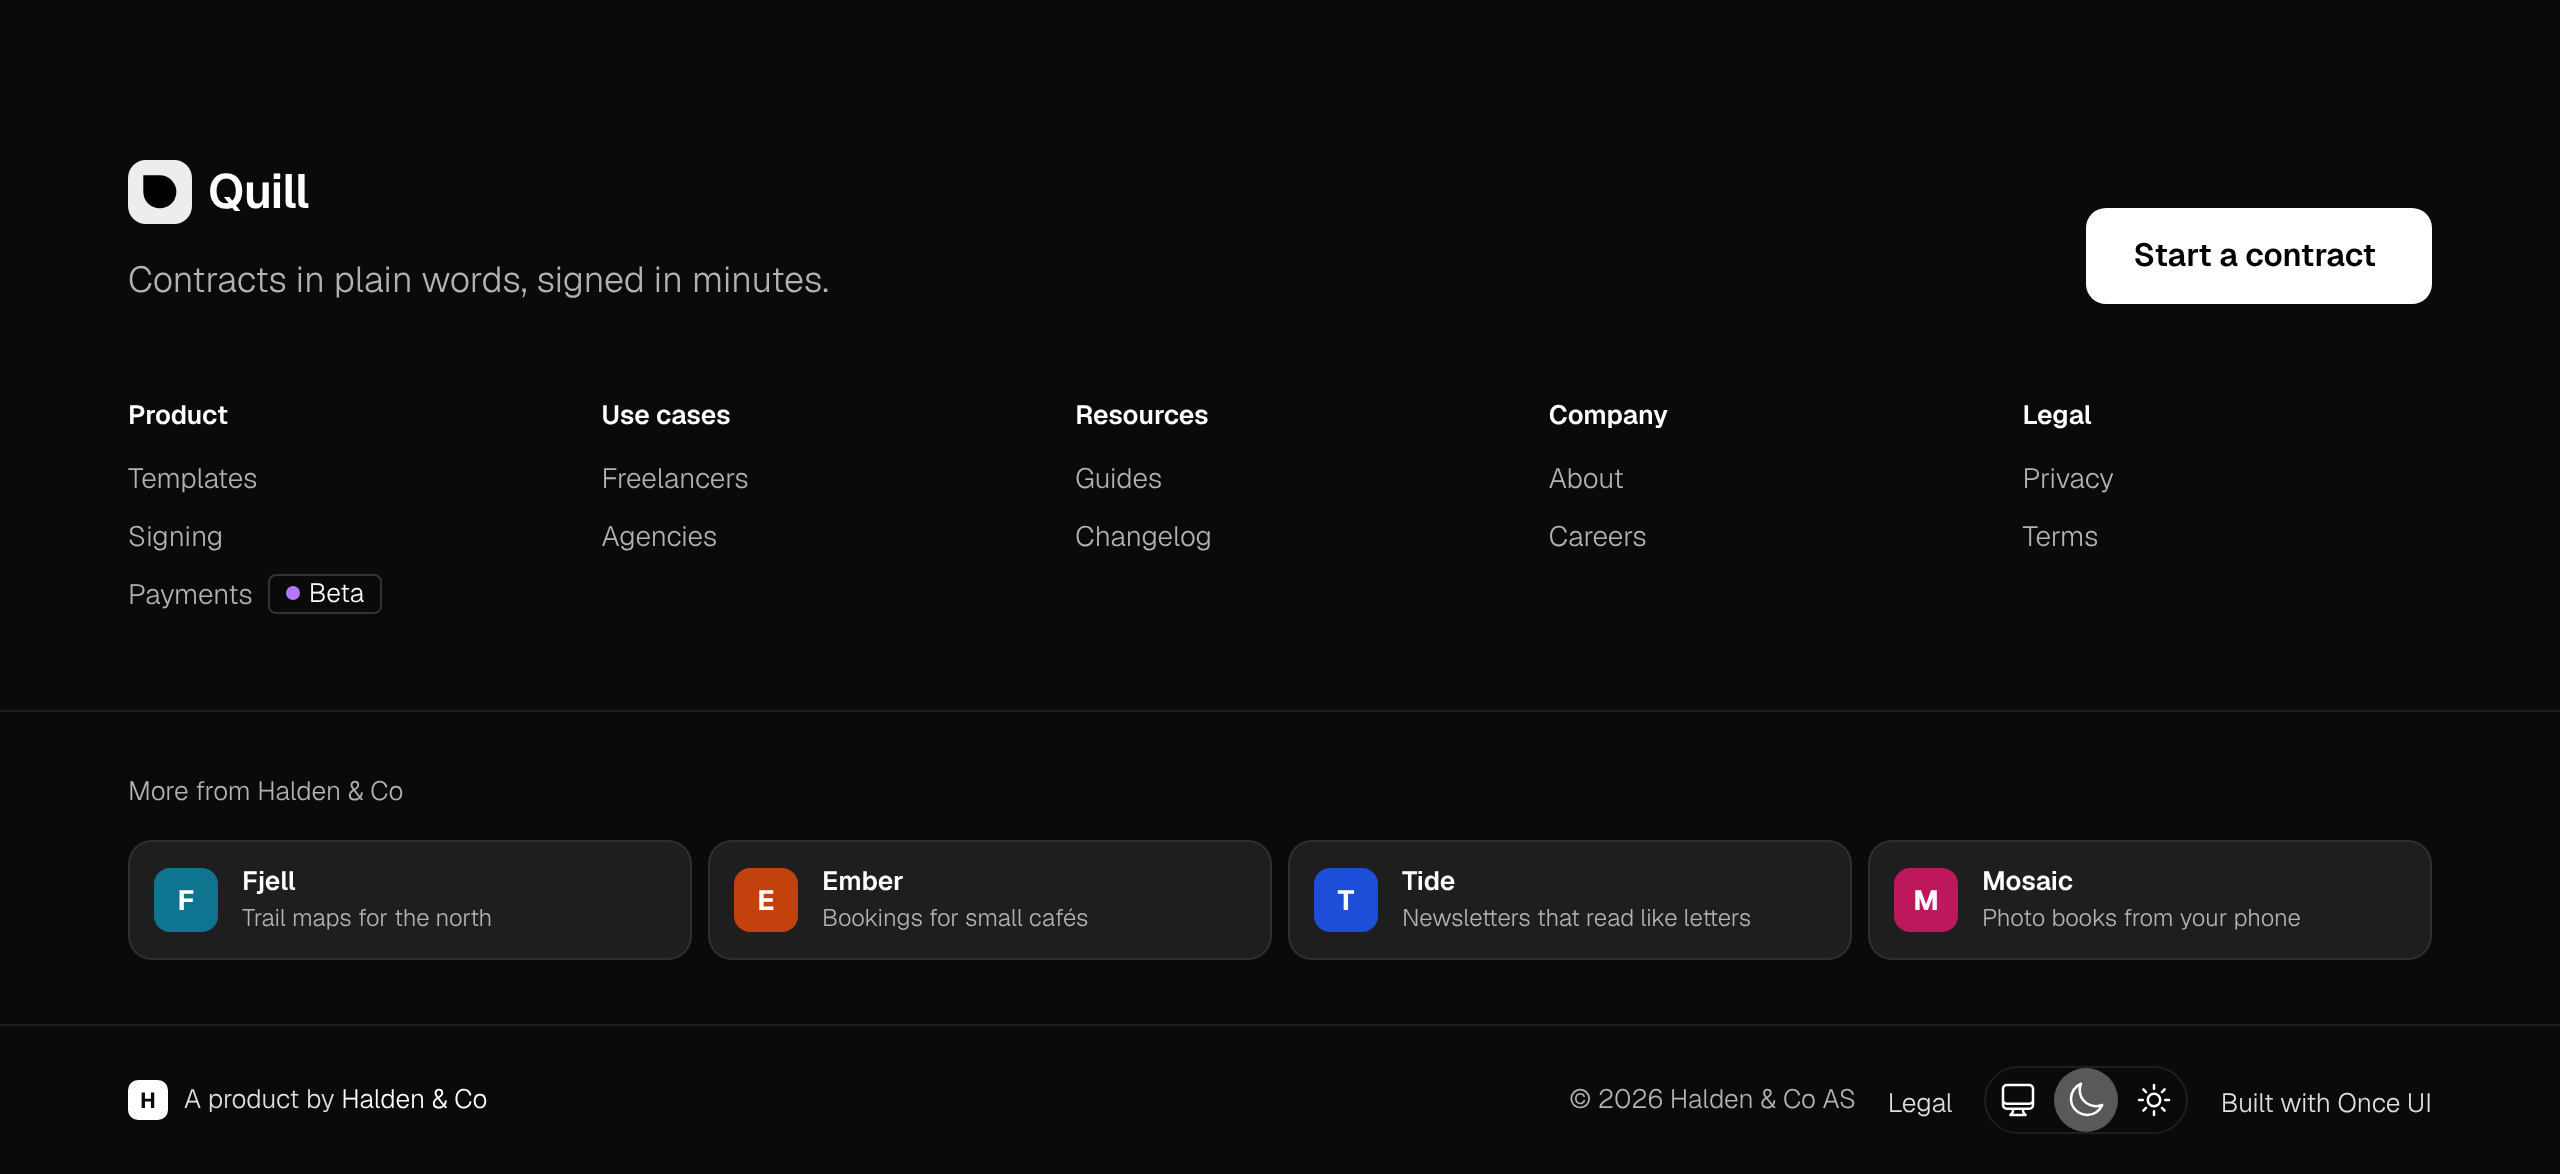 Quill
Contracts in plain words, signed in minutes.
Start a contract
Product
Templates
Signing
Payments Beta
Use cases
Freelancers
Agencies
Resources
Guides
Changelog
Company
About
Careers
Legal
Privacy
Terms
More from Halden & Co
F
Fjell
Trail maps for the north
E
Ember
Bookings for small cafés
T
Tide
Newsletters that read like letters
M
Mosaic
Photo books from your phone
H A product by Halden & Co
© 2026 Halden & Co AS
Legal
Built with Once UI